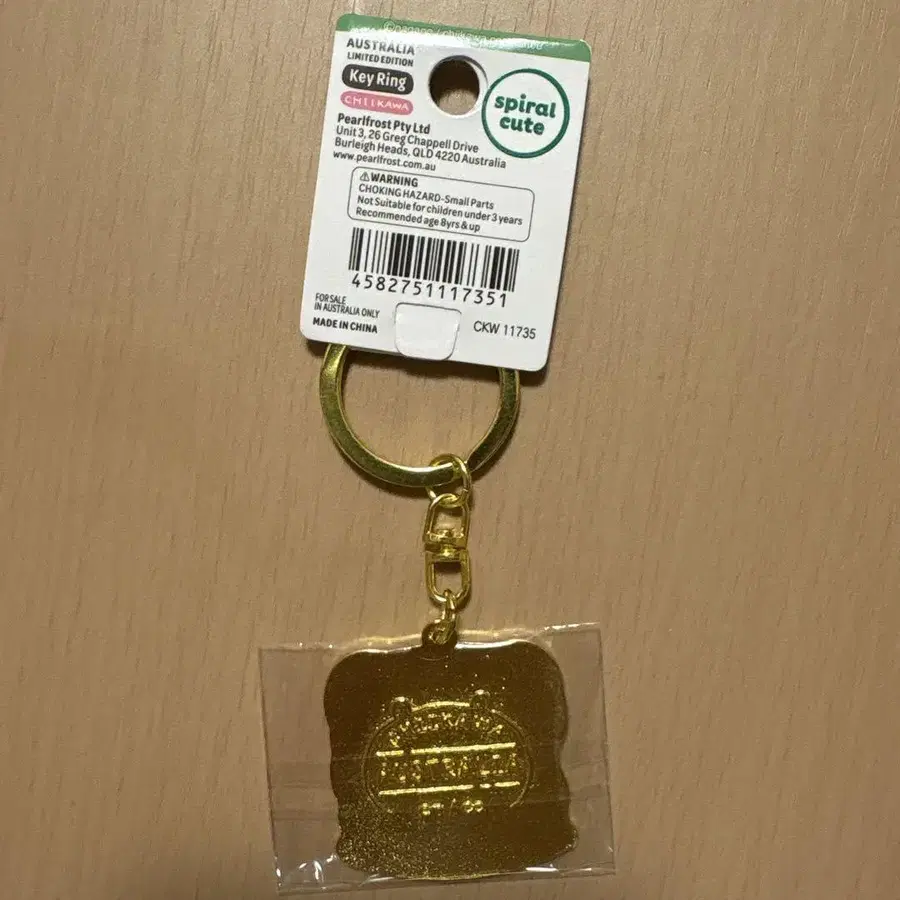 AUSTRALIA
LIMITED EDITION
Key Ring
CHIIKAWA
spiral
cute
Pearlfrost Pty Ltd
Unit 3, 26 Greg Chappell Drive
Burleigh Heads, QLD 4220 Australia
www.pearlfrost.com.au
⚠WARNING
CHOKING HAZARD-Small Parts
Not Suitable for children under 3 years
Recommended age 8yrs & up
4582751117351
FOR SALE
IN AUSTRALIA ONLY
MADE IN CHINA
CKW 11735
AUSTRALIA